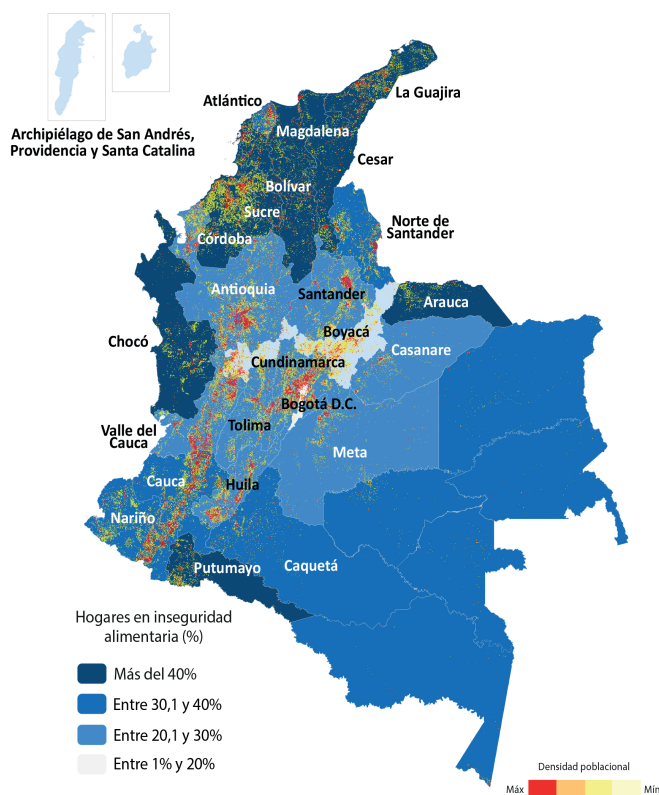 Archipiélago de San Andrés,
Providencia y Santa Catalina
Atlántico
La Guajira
Magdalena
Cesar
Bolívar
Sucre
Norte de
Santander
Córdoba
Antioquia
Santander
Arauca
Chocó
Boyacá
Casanare
Cundinamarca
Bogotá D.C.
Valle del
Cauca
Tolima
Meta
Cauca
Huila
Nariño
Putumayo
Caquetá
Hogares en inseguridad
alimentaria (%)
Más del 40%
Entre 30,1 y 40%
Entre 20,1 y 30%
Entre 1% y 20%
Densidad poblacional
Máx
Mín